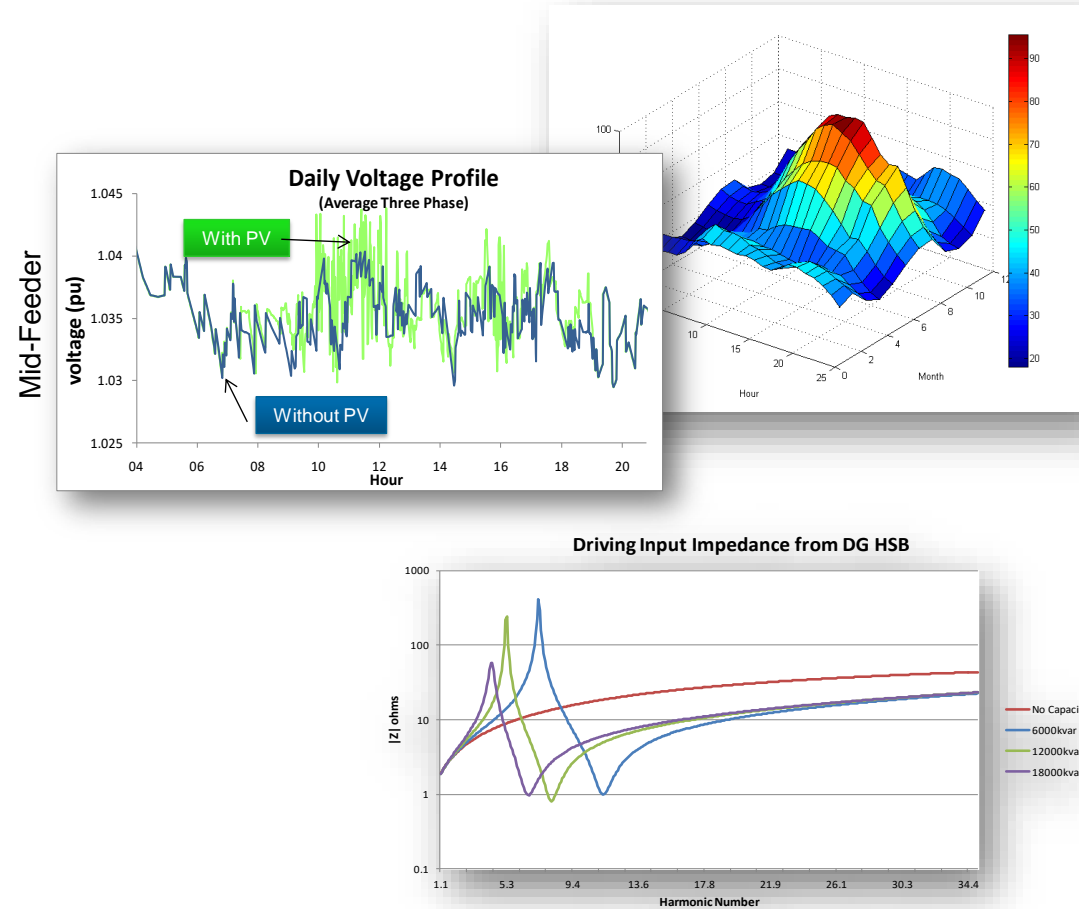 Mid-Feeder
Daily Voltage Profile
(Average Three Phase)
With PV
Without PV
voltage (pu)
1.045
1.04
1.035
1.03
1.025
04 06 08 10 12 14 16 18 20
Hour
100
10 15 20 25
Hour
0 2 4 6 8 10 12
Month
90
80
70
60
50
40
30
20
Driving Input Impedance from DG HSB
|Z| ohms
1000
100
10
1
0.1
1.1 5.3 9.4 13.6 17.8 21.9 26.1 30.3 34.4
Harmonic Number
No Capaci
6000kvar
12000kva
18000kva